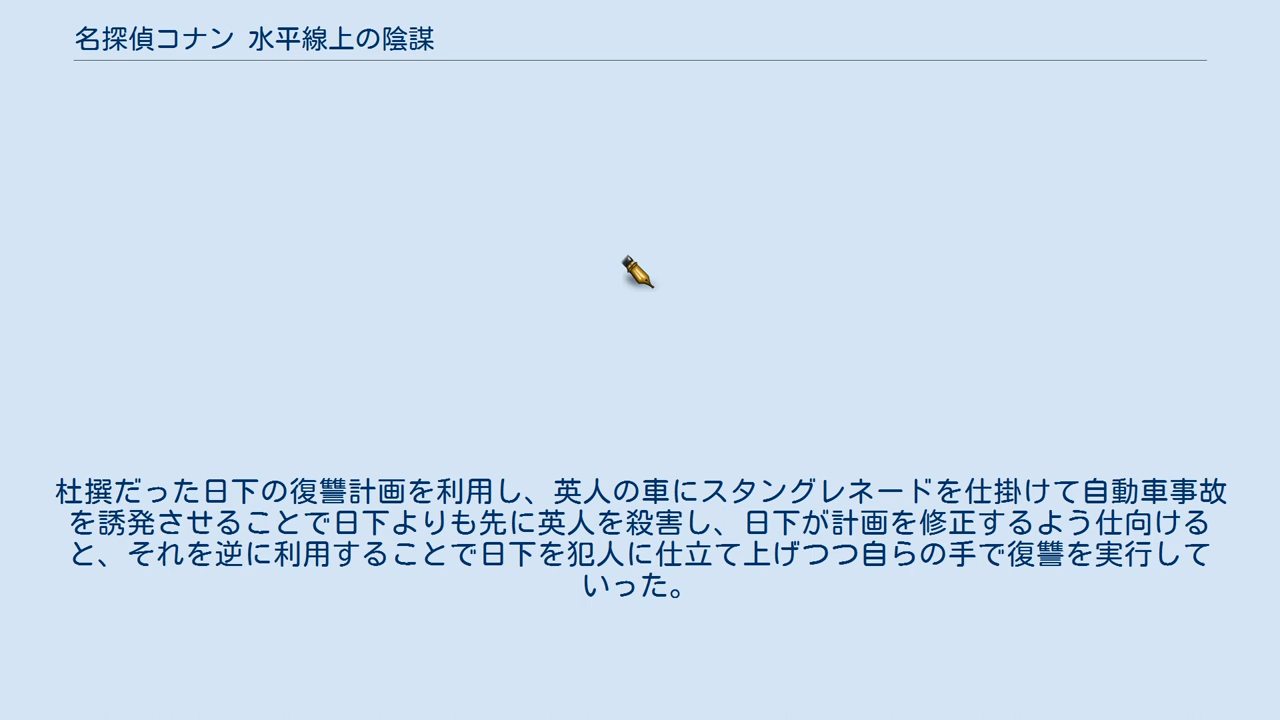 名探偵コナン 水平線上の陰謀
杜撰だった日下の復讐計画を利用し、英人の車にスタングレネードを仕掛けて自動車事故
を誘発させることで日下よりも先に英人を殺害し、日下が計画を修正するよう仕向ける
と、それを逆に利用することで日下を犯人に仕立て上げつつ自らの手で復讐を実行して
いった。